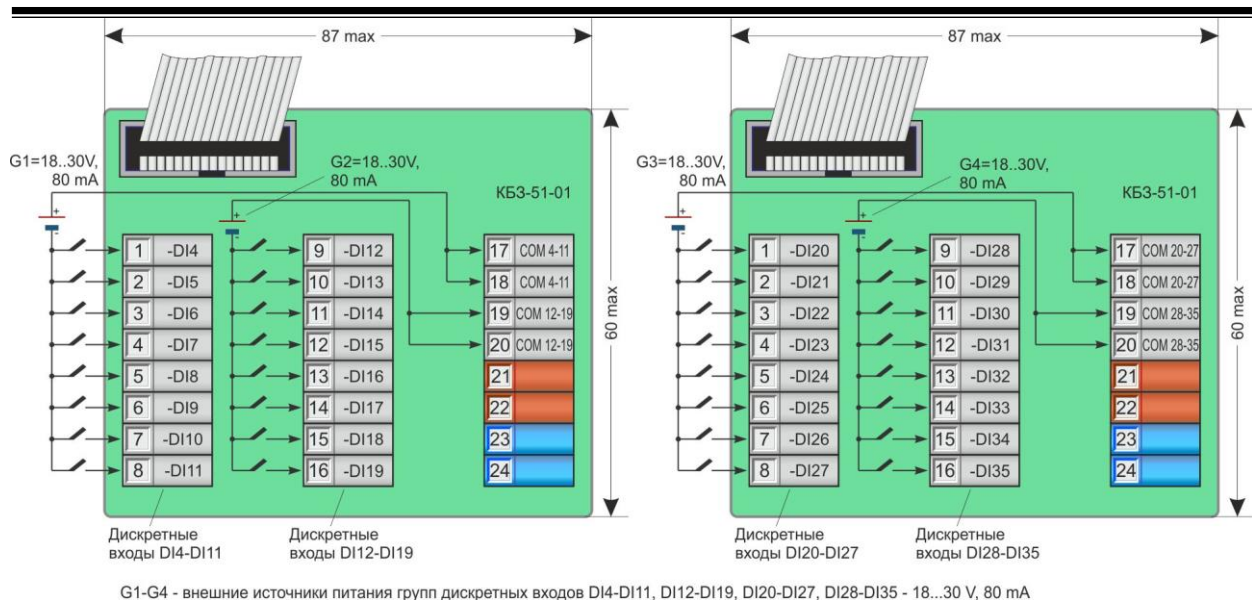 87 max
87 max
G1=18..30V,
80 mA
G2=18..30V,
80 mA
КБЗ-51-01
G3=18..30V,
80 mA
G4=18..30V,
80 mA
КБЗ-51-01
+
-
+
-
1 -DI4
2 -DI5
3 -DI6
4 -DI7
5 -DI8
6 -DI9
7 -DI10
8 -DI11
9 -DI12
10 -DI13
11 -DI14
12 -DI15
13 -DI16
14 -DI17
15 -DI18
16 -DI19
17 COM 4-11
18 COM 4-11
19 COM 12-19
20 COM 12-19
21
22
23
24
60 max
Дискретные
входы DI4-DI11
Дискретные
входы DI12-DI19
+
-
+
-
1 -DI20
2 -DI21
3 -DI22
4 -DI23
5 -DI24
6 -DI25
7 -DI26
8 -DI27
9 -DI28
10 -DI29
11 -DI30
12 -DI31
13 -DI32
14 -DI33
15 -DI34
16 -DI35
17 COM 20-27
18 COM 20-27
19 COM 28-35
20 COM 28-35
21
22
23
24
60 max
Дискретные
входы DI20-DI27
Дискретные
входы DI28-DI35
G1-G4 - внешние источники питания групп дискретных входов DI4-DI11, DI12-DI19, DI20-DI27, DI28-DI35 - 18...30 V, 80 mA